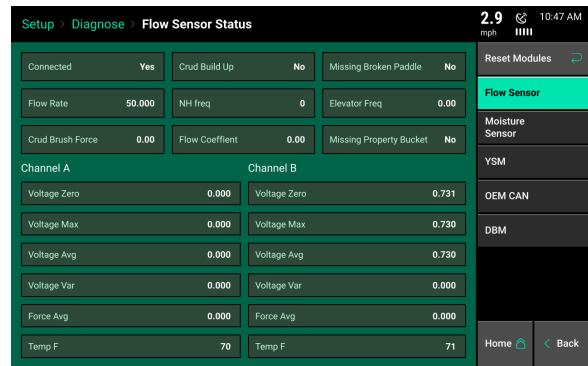 Setup > Diagnose > Flow Sensor Status
2.9 mph
10:47 AM
Connected Yes
Crud Build Up No
Missing Broken Paddle No
Flow Rate 50.000
NH freq 0
Elevator Freq 0.00
Crud Brush Force 0.00
Flow Coeffient 0.00
Missing Property Bucket No
Channel A
Channel B
Voltage Zero 0.000
Voltage Zero 0.731
Voltage Max 0.000
Voltage Max 0.730
Voltage Avg 0.000
Voltage Avg 0.730
Voltage Var 0.000
Voltage Var 0.000
Force Avg 0.000
Force Avg 0.000
Temp F 70
Temp F 71
Reset Modules
Flow Sensor
Moisture
Sensor
YSM
OEM CAN
DBM
Home
< Back